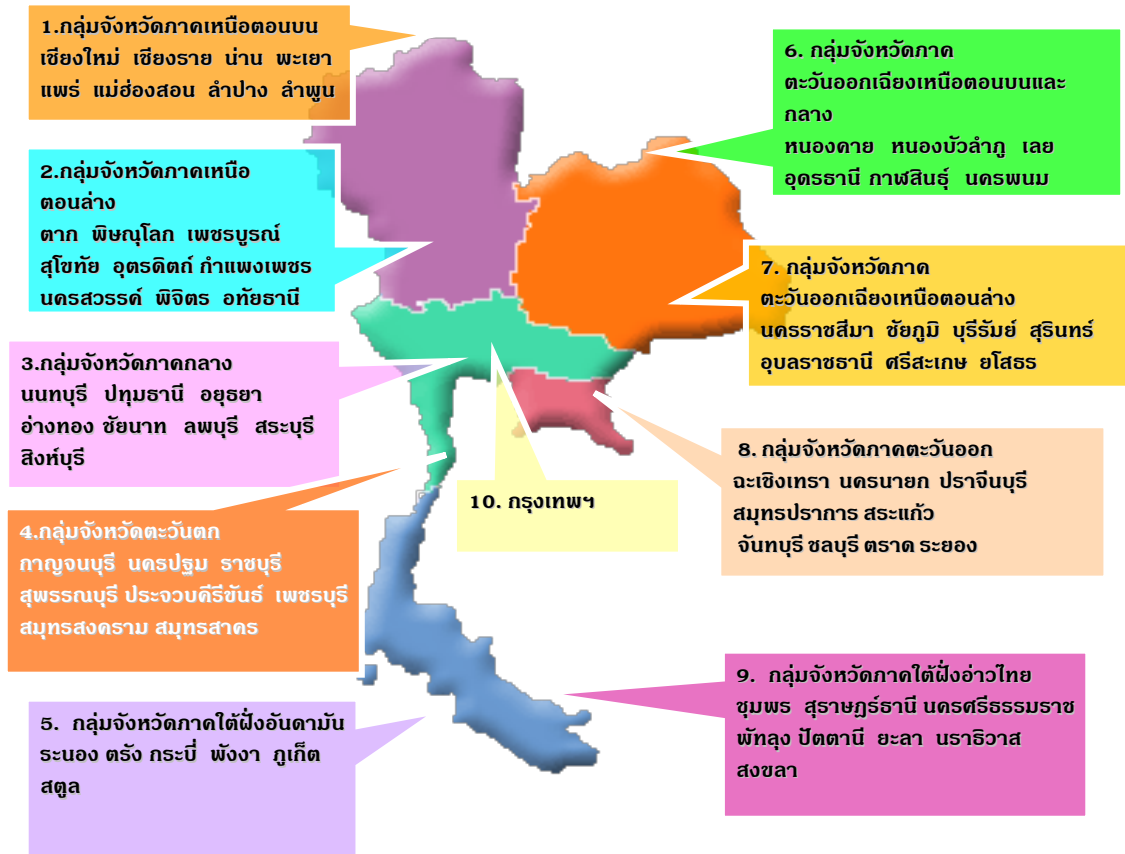 1.กลุ่มจังหวัดภาคเหนือตอนบน
เชียงใหม่ เชียงราย น่าน พะเยา
แพร่ แม่ฮ่องสอน ลำปาง ลำพูน
2.กลุ่มจังหวัดภาคเหนือ
ตอนล่าง
ตาก พิษณุโลก เพชรบูรณ์
สุโขทัย อุตรดิตถ์ กำแพงเพชร
นครสวรรค์ พิจิตร อทัยธานี
3.กลุ่มจังหวัดภาคกลาง
นนทบุรี ปทุมธานี อยุธยา
อ่างทอง ชัยนาท ลพบุรี สระบุรี
สิงห์บุรี
4.กลุ่มจังหวัดตะวันตก
กาญจนบุรี นครปฐม ราชบุรี
สุพรรณบุรี ประจวบคีรีขันธ์ เพชรบุรี
สมุทรสงคราม สมุทรสาคร
5. กลุ่มจังหวัดภาคใต้ฝั่งอันดามัน
ระนอง ตรัง กระบี่ พังงา ภูเก็ต
สตูล
6. กลุ่มจังหวัดภาค
ตะวันออกเฉียงเหนือตอนบนและ
กลาง
หนองคาย หนองบัวลำภู เลย
อุดรธานี กาฬสินธุ์ นครพนม
7. กลุ่มจังหวัดภาค
ตะวันออกเฉียงเหนือตอนล่าง
นครราชสีมา ชัยภูมิ บุรีรัมย์ สุรินทร์
อุบลราชธานี ศรีสะเกษ ยโสธร
8. กลุ่มจังหวัดภาคตะวันออก
ฉะเชิงเทรา นครนายก ปราจีนบุรี
สมุทรปราการ สระแก้ว
จันทบุรี ชลบุรี ตราด ระยอง
9. กลุ่มจังหวัดภาคใต้ฝั่งอ่าวไทย
ชุมพร สุราษฎร์ธานี นครศรีธรรมราช
พัทลุง ปัตตานี ยะลา นราธิวาส
สงขลา
10. กรุงเทพฯ